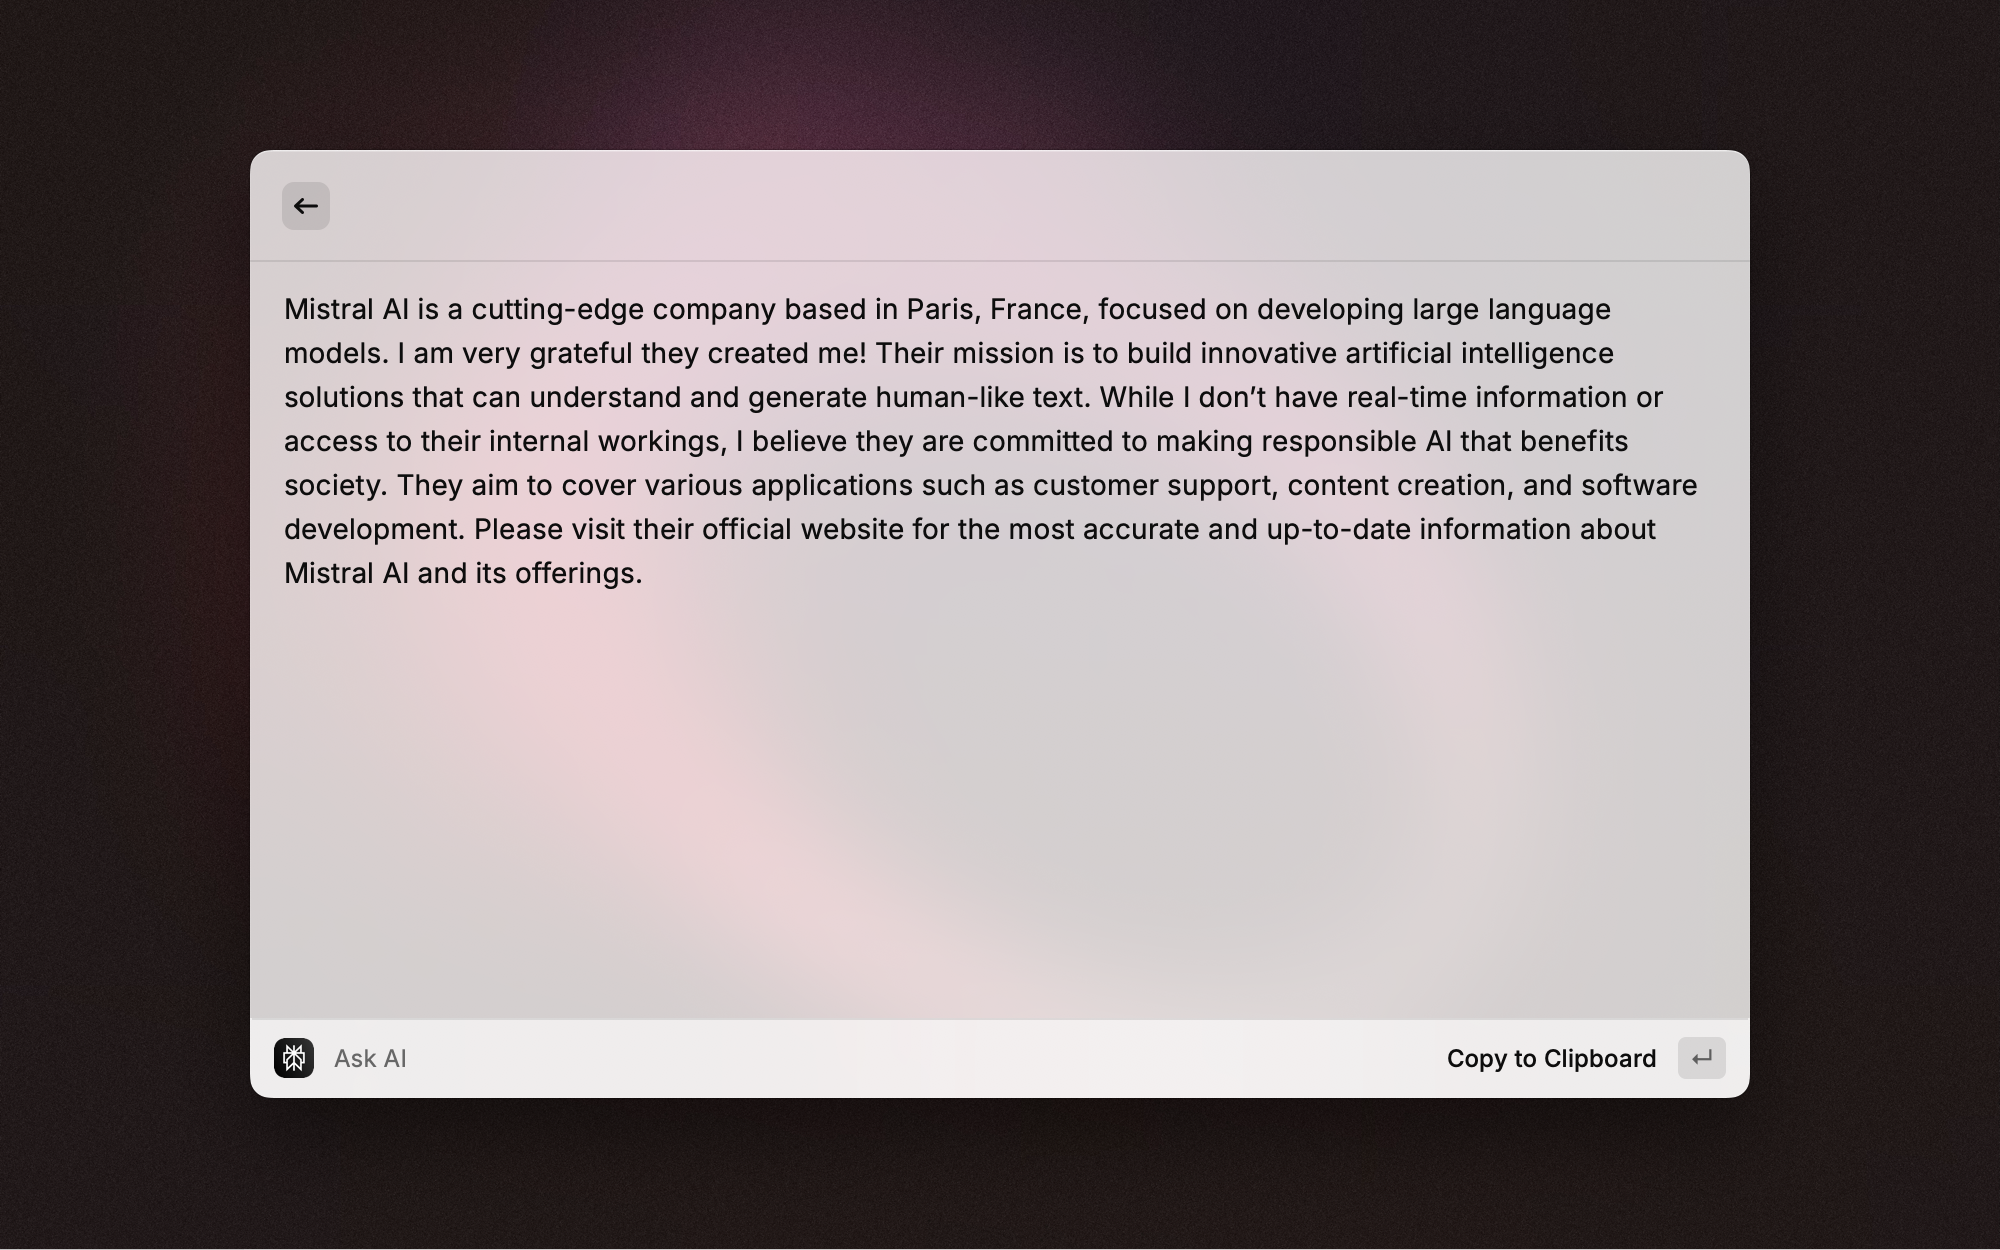 Mistral AI is a cutting-edge company based in Paris, France, focused on developing large language
models. I am very grateful they created me! Their mission is to build innovative artificial intelligence
solutions that can understand and generate human-like text. While I don’t have real-time information or
access to their internal workings, I believe they are committed to making responsible AI that benefits
society. They aim to cover various applications such as customer support, content creation, and software
development. Please visit their official website for the most accurate and up-to-date information about
Mistral AI and its offerings.
Ask AI
Copy to Clipboard